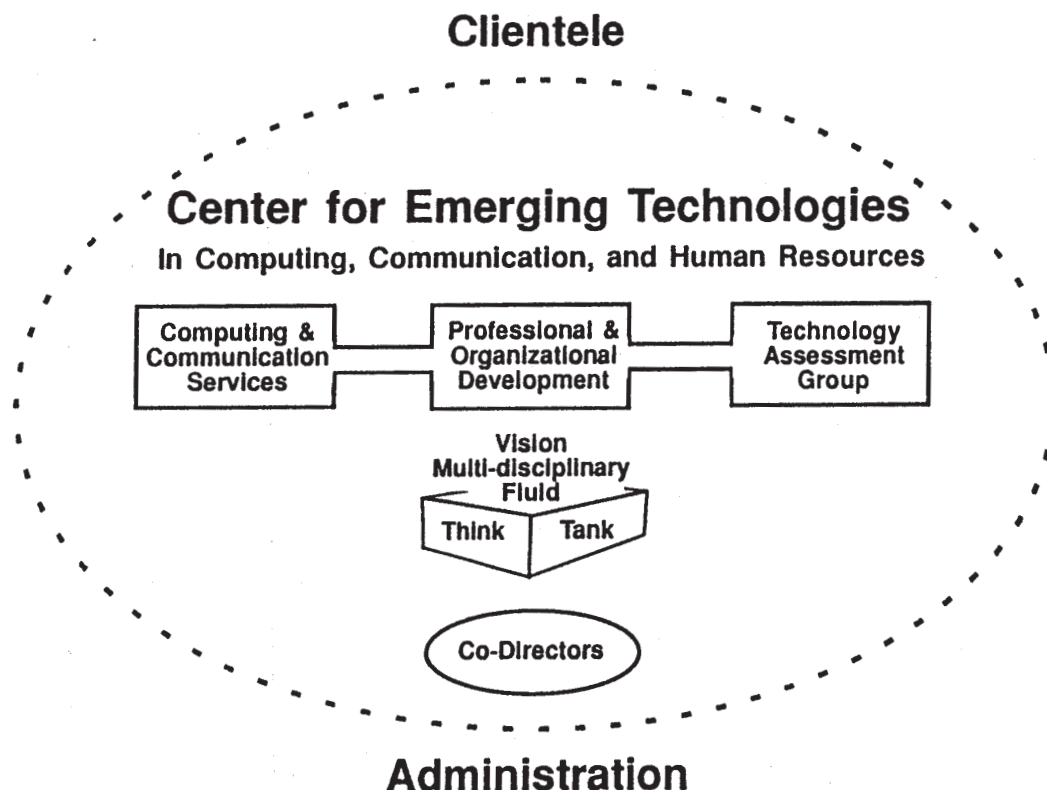 Clientele
Center for Emerging Technologies
In Computing, Communication, and Human Resources
Computing &
Communication
Services
Professional &
Organizational
Development
Technology
Assessment
Group
Vision
Multi-disciplinary
Fluid
Think
Tank
Co-Directors
Administration